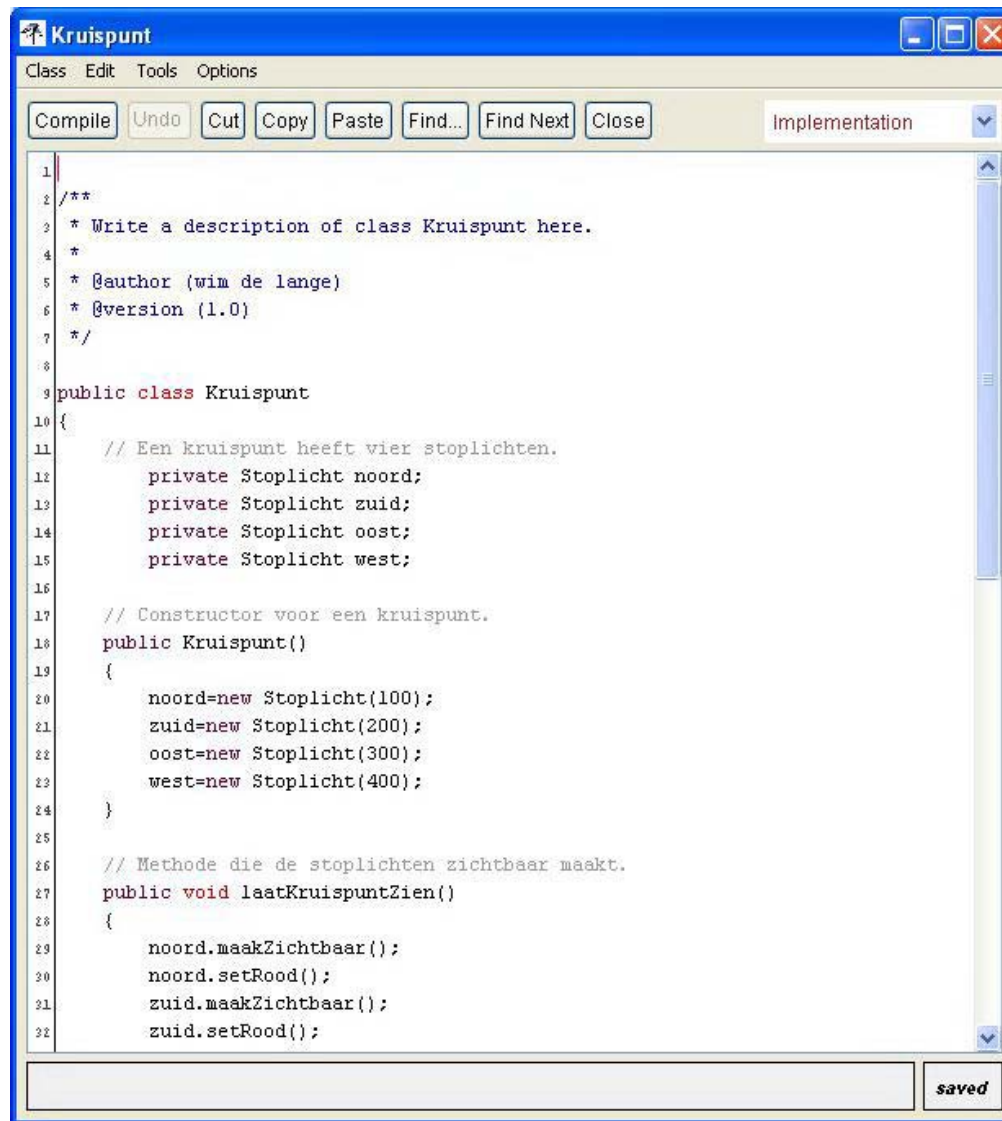 Kruispunt
Class Edit Tools Options
Compile Undo Cut Copy Paste Find... Find Next Close Implementation
1
2 /**
3 * Write a description of class Kruispunt here.
4 *
5 * @author (wim de lange)
6 * @version (1.0)
7 */
8
9 public class Kruispunt
10 {
11 // Een kruispunt heeft vier stoplichten.
12 private Stoplicht noord;
13 private Stoplicht zuid;
14 private Stoplicht oost;
15 private Stoplicht west;
16
17 // Constructor voor een kruispunt.
18 public Kruispunt()
19 {
20 noord=new Stoplicht(100);
21 zuid=new Stoplicht(200);
22 oost=new Stoplicht(300);
23 west=new Stoplicht(400);
24 }
25
26 // Methode die de stoplichten zichtbaar maakt.
27 public void laatKruispuntZien()
28 {
29 noord.maakZichtbaar();
30 noord.setRood();
31 zuid.maakZichtbaar();
32 zuid.setRood();
saved